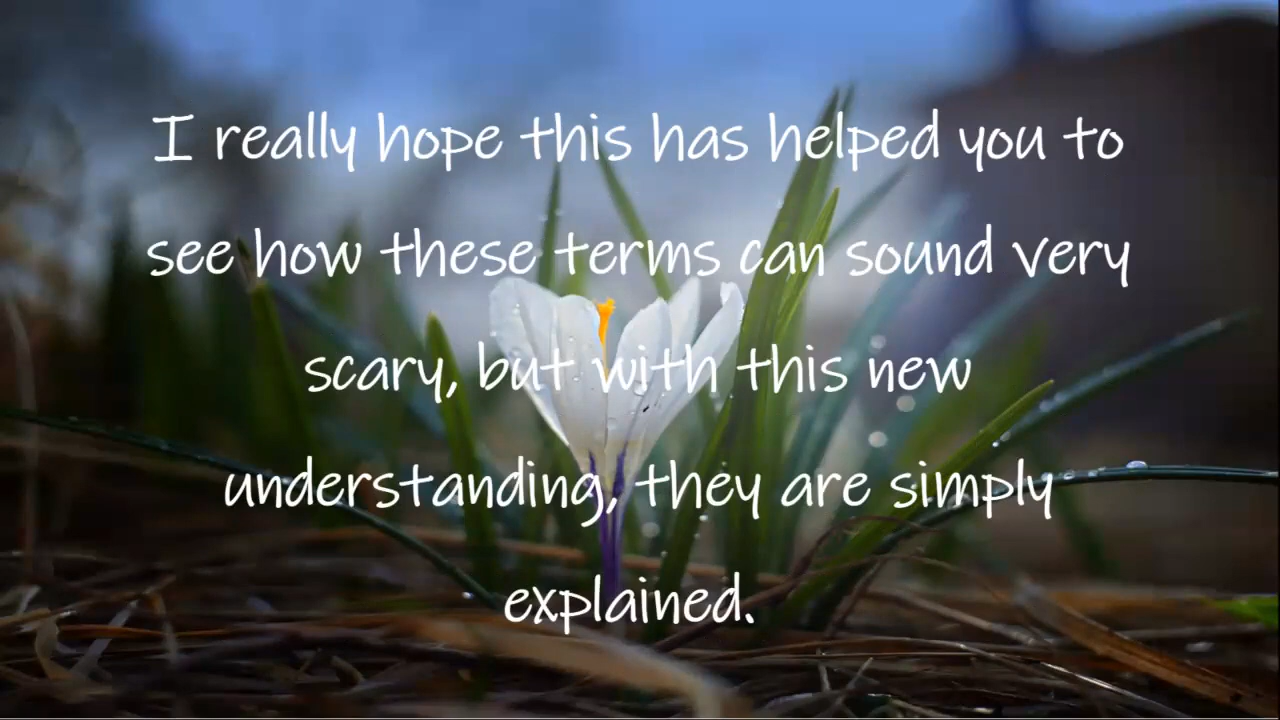 I really hope this has helped you to
see how these terms can sound very
scary, but with this new
understanding, they are simply
explained.